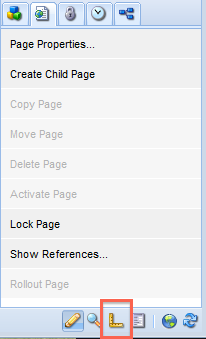 Page Properties...
Create Child Page
Copy Page
Move Page
Delete Page
Activate Page
Lock Page
Show References...
Rollout Page